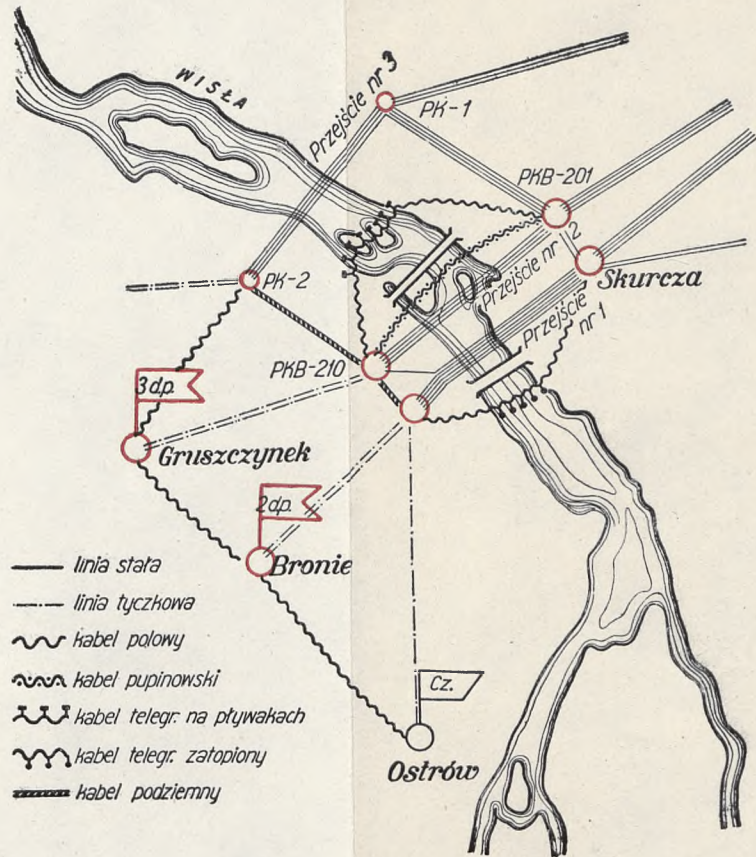 WISŁA
Przejście nr 3
PK-1
PKB-201
Przejście nr 2
Skurcza
Przejście
nr 1
PK-2
PKB-210
3dp.
Gruszczynek
2dp.
Bronie
Cz.
Ostrów
linia stała
linia tyczkowa
kabel polowy
kabel pupinowski
kabel telegr. na pływakach
kabel telegr. zatopiony
kabel podziemny